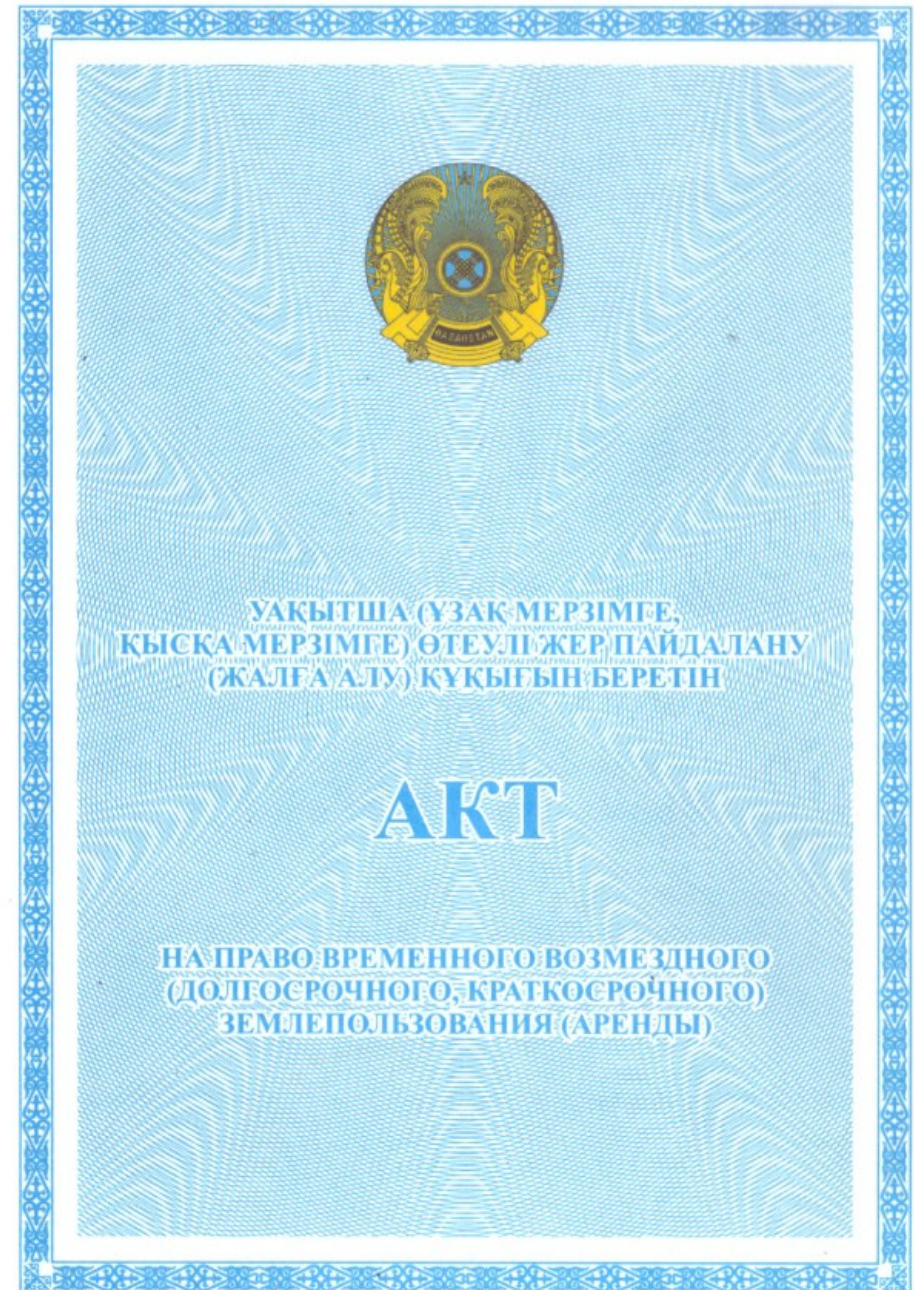 QAZAQSTAN
УАҚЫТША (ҰЗАҚ МЕРЗІМГЕ,
ҚЫСҚА МЕРЗІМГЕ) ӨТЕУЛІ ЖЕР ПАЙДАЛАНУ
(ЖАЛҒА АЛУ) ҚҰҚЫҒЫН БЕРЕТІН
АКТ
НА ПРАВО ВРЕМЕННОГО ВОЗМЕЗДНОГО
(ДОЛГОСРОЧНОГО, КРАТКОСРОЧНОГО)
ЗЕМЛЕПОЛЬЗОВАНИЯ (АРЕНДЫ)